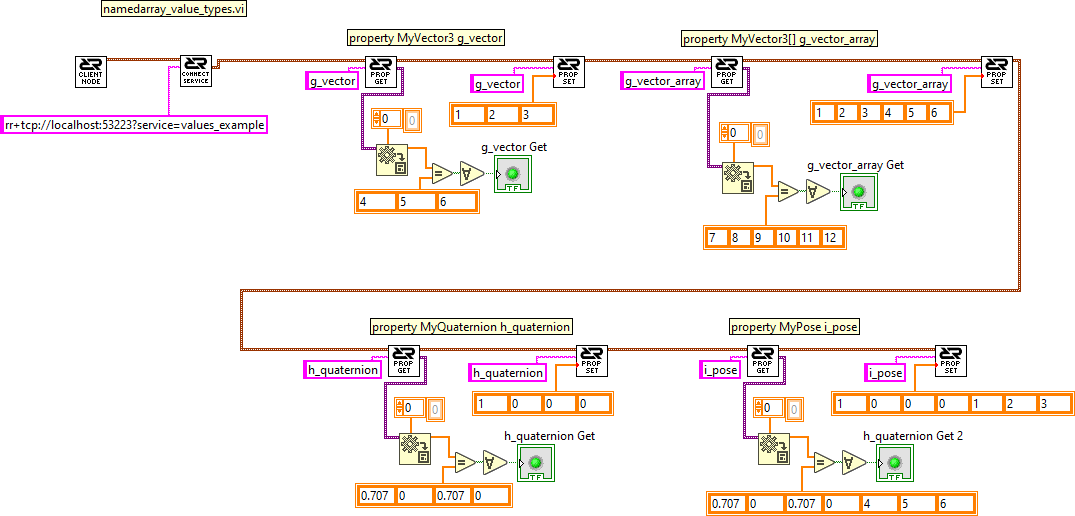 namedarray_value_types.vi
property MyVector3 g_vector
property MyVector3[] g_vector_array
CLIENT NODE
CONNECT SERVICE
PROP GET
PROP SET
PROP GET
PROP SET
g_vector
g_vector
g_vector_array
g_vector_array
1 2 3
1 2 3 4 5 6
rr+tcp://localhost:53223?service=values_example
0 0
0 0
g_vector Get
TF
g_vector_array Get
TF
4 5 6
7 8 9 10 11 12
property MyQuaternion h_quaternion
property MyPose i_pose
PROP GET
PROP SET
PROP GET
PROP SET
h_quaternion
h_quaternion
i_pose
i_pose
1 0 0 0
1 0 0 0 1 2 3
0 0
0 0
h_quaternion Get
TF
h_quaternion Get 2
TF
0.707 0 0.707 0
0.707 0 0.707 0 4 5 6